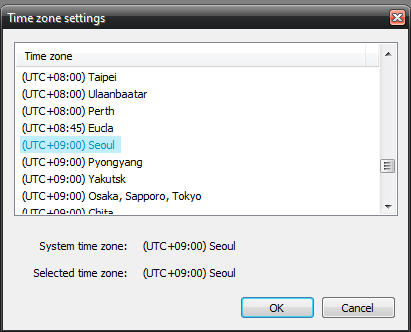 Time zone settings
Time zone
(UTC+08:00) Taipei
(UTC+08:00) Ulaanbaatar
(UTC+08:00) Perth
(UTC+08:45) Eucla
(UTC+09:00) Seoul
(UTC+09:00) Pyongyang
(UTC+09:00) Yakutsk
(UTC+09:00) Osaka, Sapporo, Tokyo
(UTC+09:00) Chita
System time zone: (UTC+09:00) Seoul
Selected time zone: (UTC+09:00) Seoul
OK Cancel